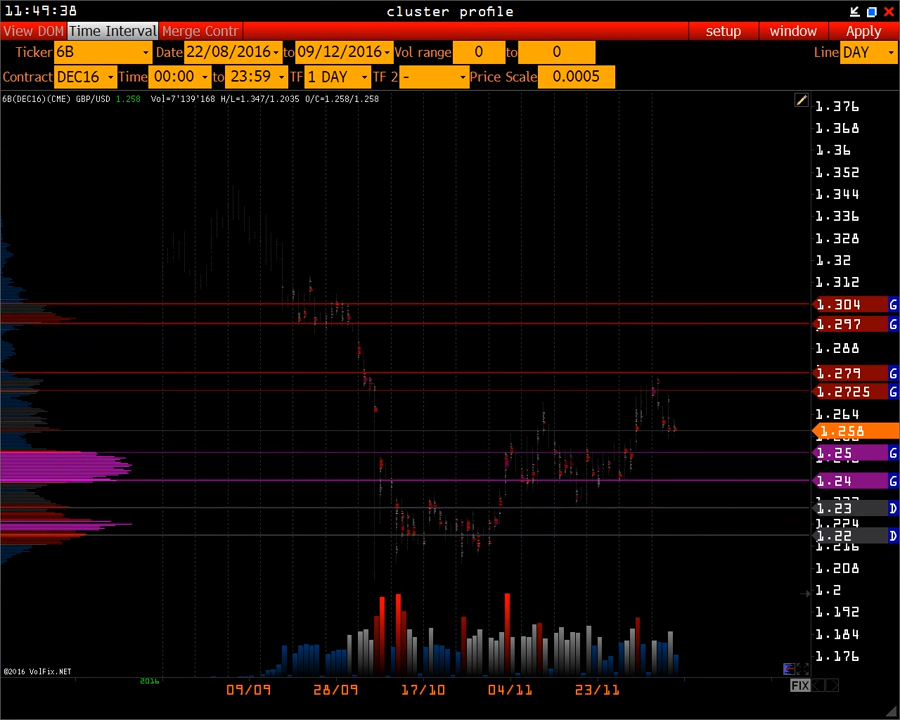 11:49:38 cluster profile
View DOM Time Interval Merge Contr setup window Apply
Ticker 6B Date 22/08/2016 to 09/12/2016 Vol range 0 to 0 Line DAY
Contract DEC16 Time 00:00 to 23:59 TF 1 DAY TF 2 - Price Scale 0.0005
6B(DEC16)(CME) GBP/USD 1.258 Vol=7'139'168 H/L=1.347/1.2035 O/C=1.258/1.258
1.376
1.368
1.36
1.352
1.344
1.336
1.328
1.32
1.312
1.304 G
1.297 G
1.288
1.279 G
1.2725 G
1.264
1.258
1.25 G
1.24 G
1.23 D
1.224
1.22 D
1.216
1.208
1.2
1.192
1.184
1.176
©2016 VolFix.NET
2016
FIX
09/09 28/09 17/10 04/11 23/11